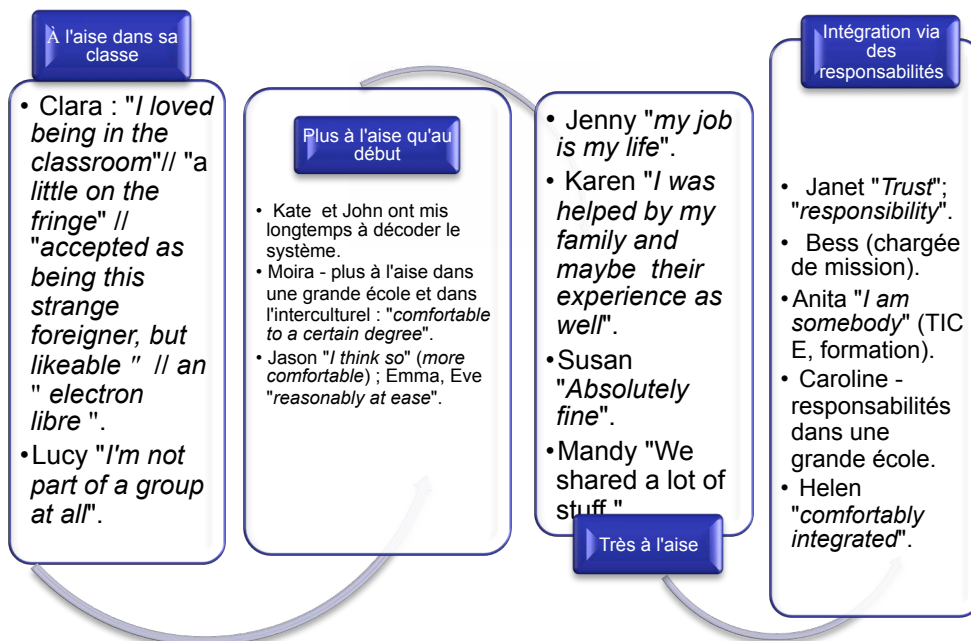 À l'aise dans sa
classe
• Clara : "I loved
being in the
classroom"// "a
little on the
fringe" //
"accepted as
being this
strange
foreigner, but
likeable " // an
" electron
libre ".
•Lucy "I'm not
part of a group
at all".
Plus à l'aise qu'au
début
• Kate et John ont mis
longtemps à décoder le
système.
• Moira - plus à l'aise dans
une grande école et dans
l'interculturel : "comfortable
to a certain degree".
• Jason "I think so" (more
comfortable) ; Emma, Eve
"reasonably at ease".
• Jenny "my job
is my life".
• Karen "I was
helped by my
family and
maybe their
experience as
well".
•Susan
"Absolutely
fine".
•Mandy "We
shared a lot of
stuff."
Très à l'aise
Intégration via
des
responsabilités
• Janet "Trust";
"responsibility".
• Bess (chargée
de mission).
•Anita "I am
somebody" (TIC
E, formation).
• Caroline -
responsabilités
dans une
grande école.
• Helen
"comfortably
integrated".